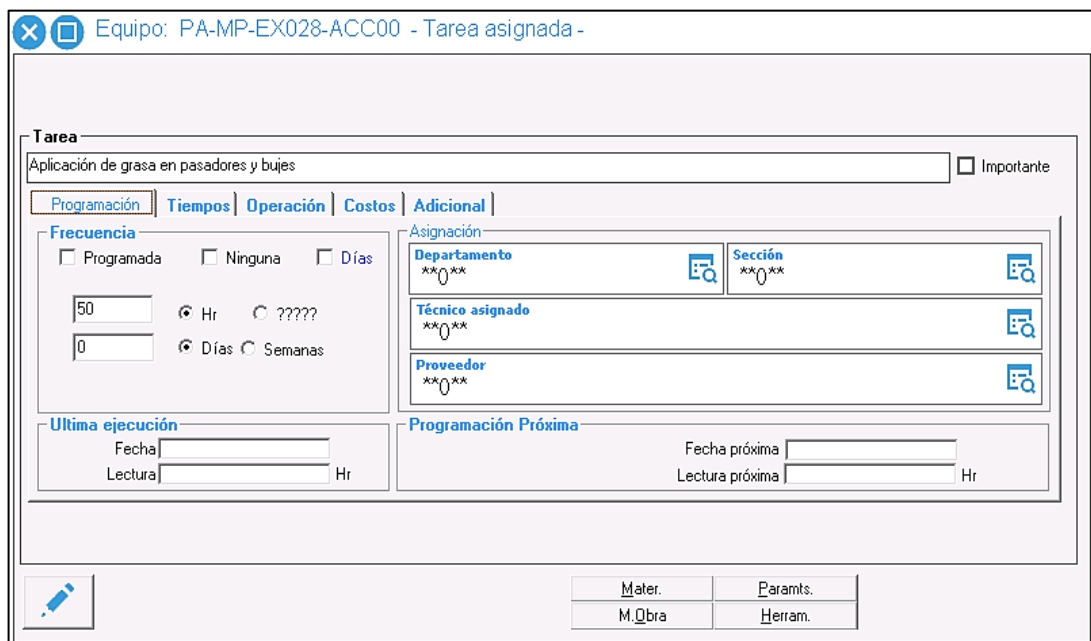 Equipo: PA-MP-EX028-ACC00 - Tarea asignada -
Tarea
Aplicación de grasa en pasadores y bujes
Importante
Programación Tiempos Operación Costos Adicional
Frecuencia
Programada Ninguna Días
50 Hr ?????
0 Días Semanas
Asignación
Departamento Sección
**0** **0**
Técnico asignado
**0**
Proveedor
**0**
Ultima ejecución
Fecha
Lectura Hr
Programación Próxima
Fecha próxima
Lectura próxima Hr
Mater. Paramts.
M.Obra Herram.